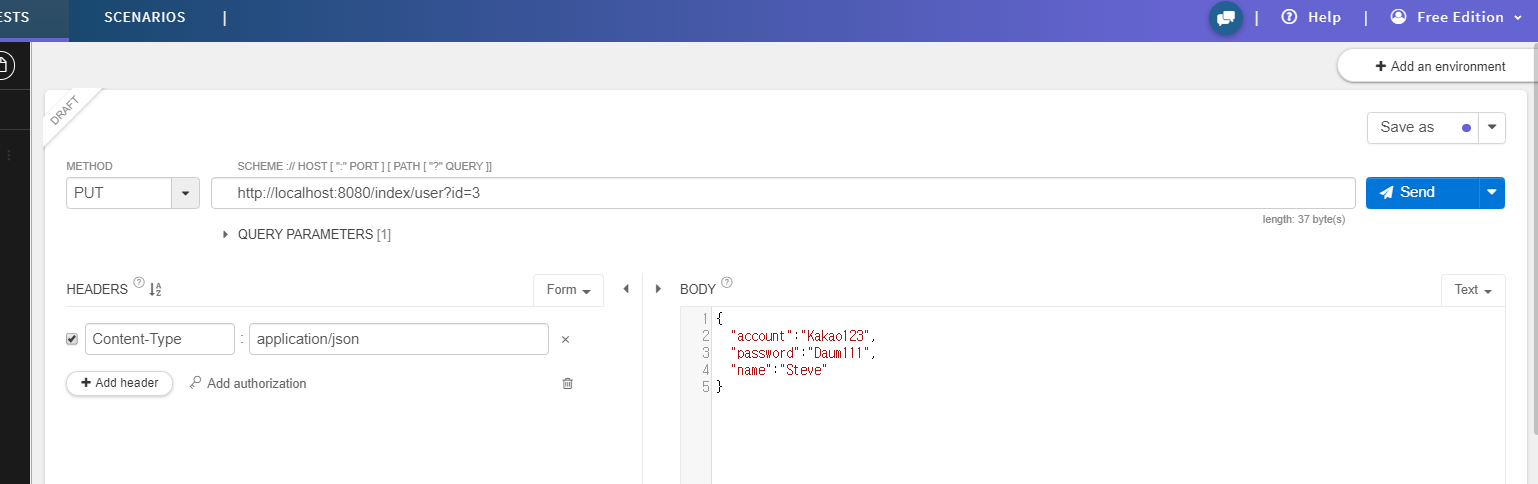 ESTS SCENARIOS | | Help | Free Edition
+ Add an environment
DRAFT
Save as
METHOD SCHEME :// HOST [ ":" PORT ] [ PATH [ "?" QUERY ]]
PUT http://localhost:8080/index/user?id=3 Send
length: 37 byte(s)
QUERY PARAMETERS [1]
HEADERS ? Form BODY ? Text
Content-Type : application/json ×
+ Add header Add authorization
1 {
2 "account":"Kakao123",
3 "password":"Daum111",
4 "name":"Steve"
5 }